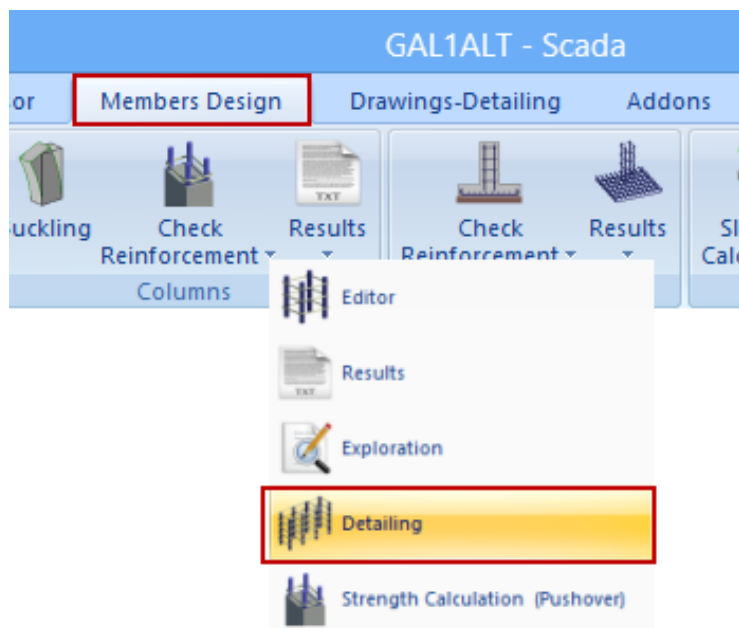 GAL1ALT - Scada
or Members Design Drawings-Detailing Addons
uckling Check Reinforcement Results Check Reinforcement Results
Columns
Editor
TXT
Results
TXT
Exploration
Detailing
Strength Calculation (Pushover)